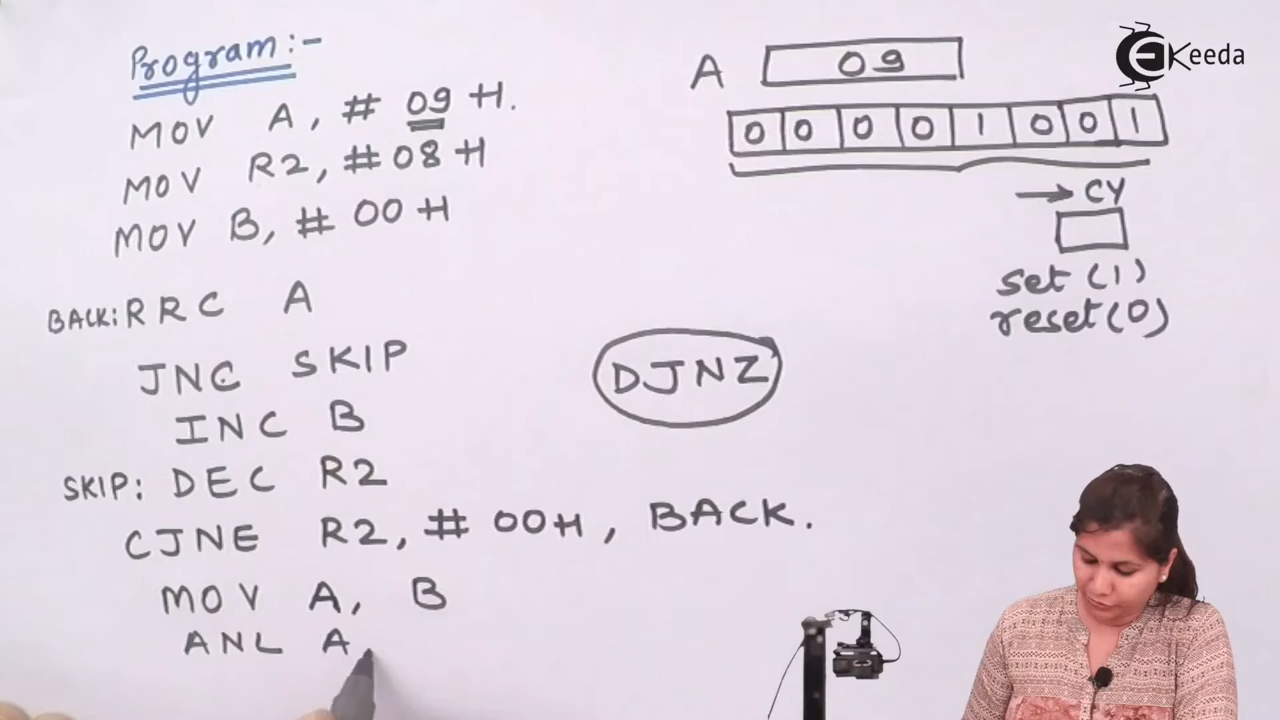 Program:-
MOV A, # 09 H.
MOV R2, # 08 H
MOV B, # 00 H
BACK: RRC A
JNC SKIP
INC B
SKIP: DEC R2
CJNE R2, # 00H, BACK.
MOV A, B
ANL A
A 09
0 0 0 0 1 0 0 1
→ CY
set (1)
reset (0)
DJNZ
EKeeda